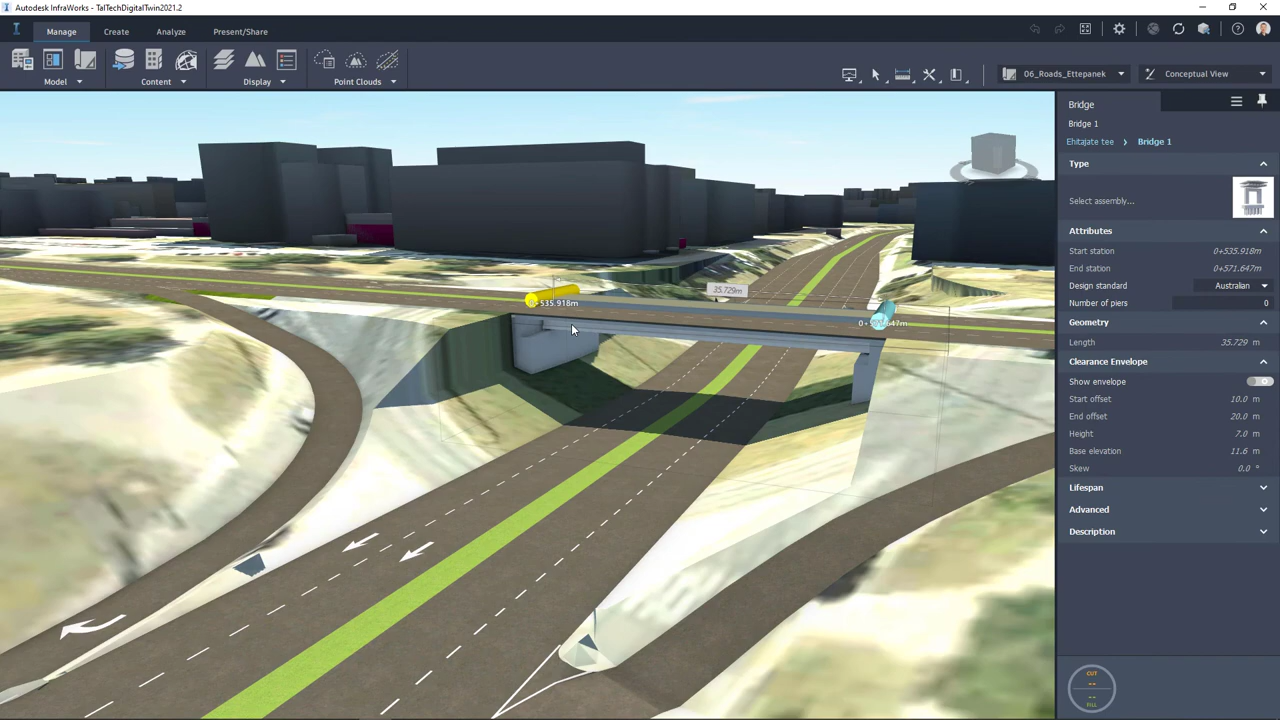 Autodesk InfraWorks - TalTechDigitalTwin2021.2
Manage Create Analyze Present/Share
Model Content Display Point Clouds
06_Roads_Ettepanek Conceptual View
Bridge
Bridge 1
Ehitajate tee Bridge 1
Type
Select assembly...
Attributes
Start station 0+535.918m
End station 0+571.647m
Design standard Australian
Number of piers 0
Geometry
Length 35.729 m
Clearance Envelope
Show envelope
Start offset 10.0 m
End offset 20.0 m
Height 7.0 m
Base elevation 11.6 m
Skew 0.0 °
Lifespan
Advanced
Description
35.729m
CUT
--
--
FILL